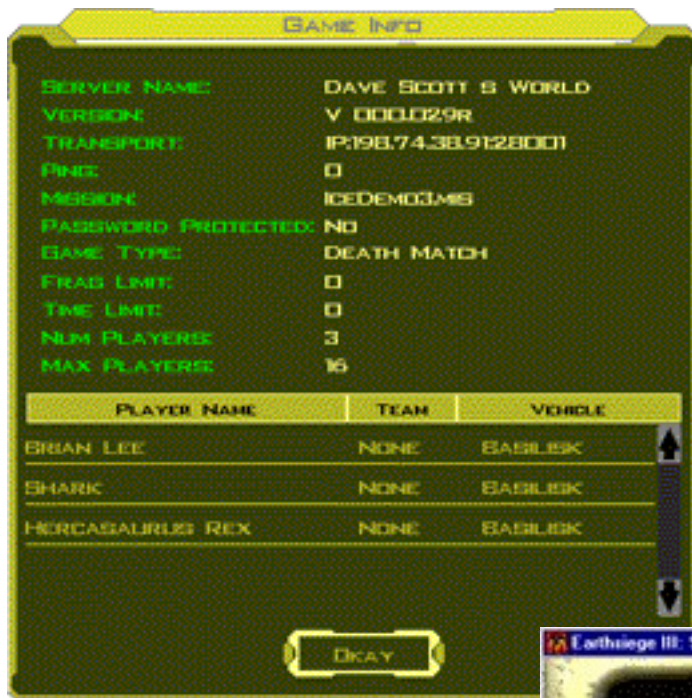 Game Info
Server Name: Dave Scott s World
Version: V 000.029r
Transport: IP:198.74.38.91:28001
Ping: 0
Mission: IceDemo3.mis
Password Protected: No
Game Type: Death Match
Frag Limit: 0
Time Limit: 0
Num Players: 3
Max Players: 16
Player Name Team Vehicle
Brian Lee None Basilisk
Shark None Basilisk
Hercasaurus Rex None Basilisk
Okay
Earthsiege III: